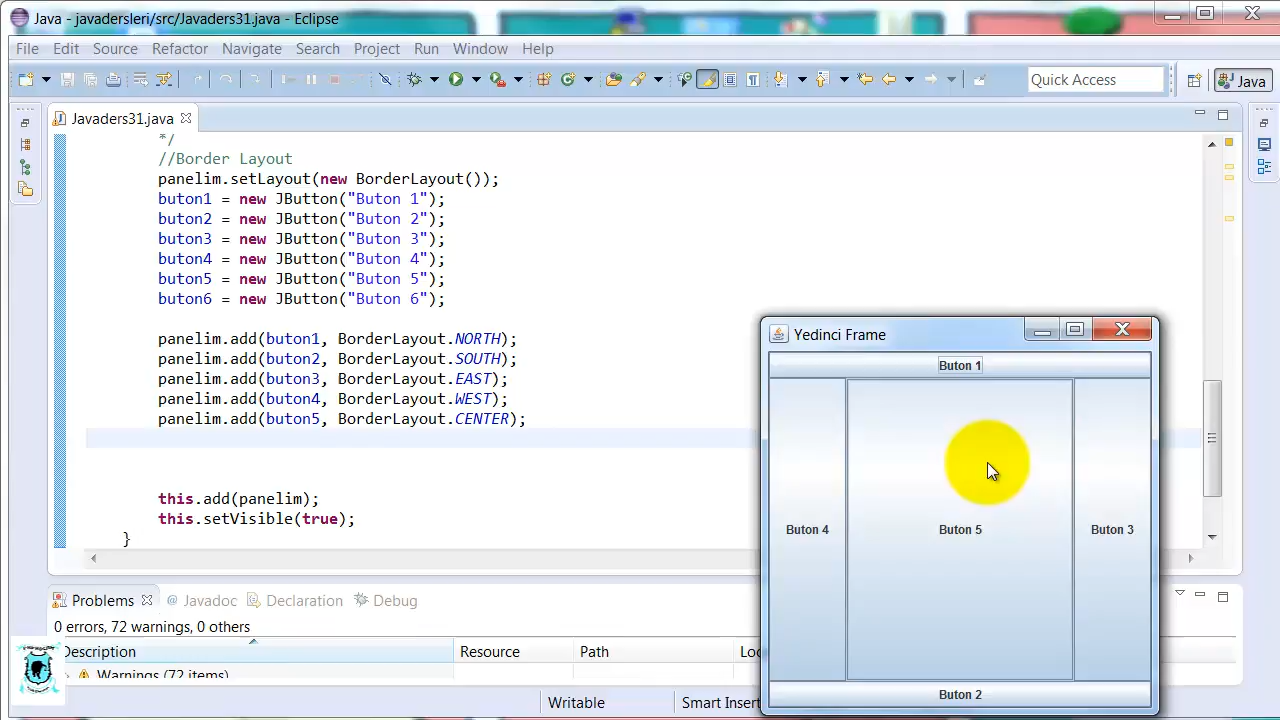 Java - javadersleri/src/Javaders31.java - Eclipse
File Edit Source Refactor Navigate Search Project Run Window Help
Quick Access
Java
Javaders31.java
*/
//Border Layout
panelim.setLayout(new BorderLayout());
buton1 = new JButton("Buton 1");
buton2 = new JButton("Buton 2");
buton3 = new JButton("Buton 3");
buton4 = new JButton("Buton 4");
buton5 = new JButton("Buton 5");
buton6 = new JButton("Buton 6");
panelim.add(buton1, BorderLayout.NORTH);
panelim.add(buton2, BorderLayout.SOUTH);
panelim.add(buton3, BorderLayout.EAST);
panelim.add(buton4, BorderLayout.WEST);
panelim.add(buton5, BorderLayout.CENTER);
this.add(panelim);
this.setVisible(true);
}
Yedinci Frame
Buton 1
Buton 4 Buton 5 Buton 3
Buton 2
Problems @ Javadoc Declaration Debug
0 errors, 72 warnings, 0 others
Description Resource Path
Warnings (72 items)
Writable Smart Insert